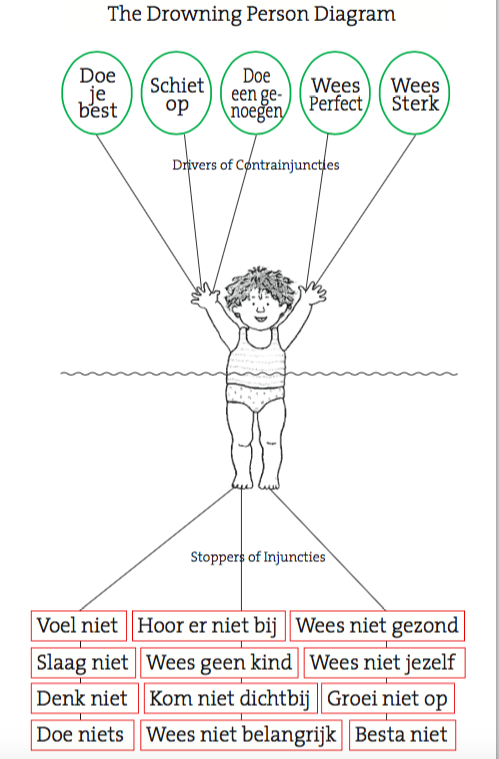 The Drowning Person Diagram
Doe
je
best
Schiet
op
Doe
een ge-
noegen
Wees
Perfect
Wees
Sterk
Drivers of Contrainjuncties
Stoppers of Injuncties
Voel niet Hoor er niet bij Wees niet gezond
Slaag niet Wees geen kind Wees niet jezelf
Denk niet Kom niet dichtbij Groei niet op
Doe niets Wees niet belangrijk Besta niet